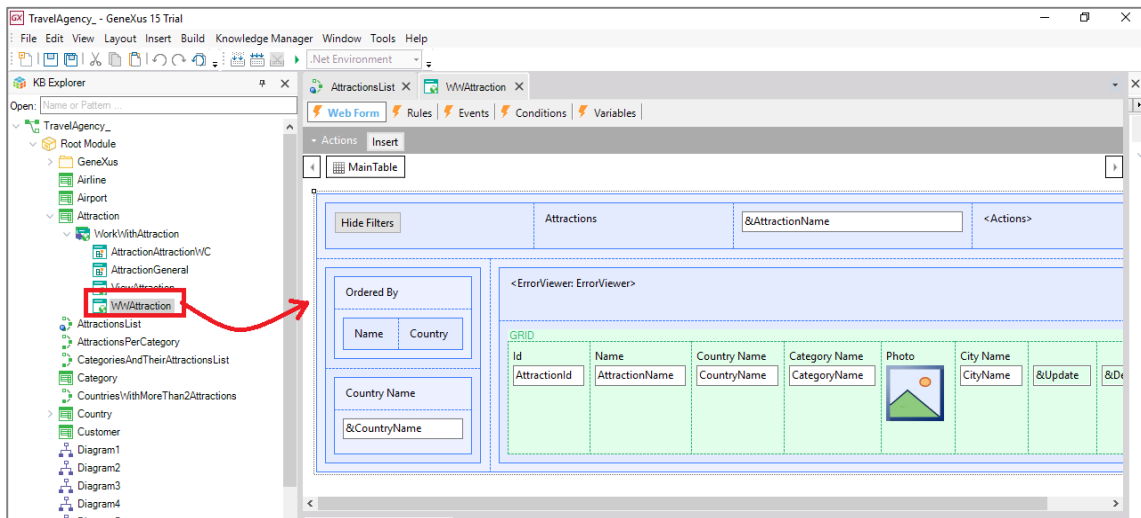 TravelAgency_ - GeneXus 15 Trial
File Edit View Layout Insert Build Knowledge Manager Window Tools Help
.Net Environment
KB Explorer
Open: Name or Pattern ...
TravelAgency_
Root Module
GeneXus
Airline
Airport
Attraction
WorkWithAttraction
AttractionAttractionWC
AttractionGeneral
ViewAttraction
WWAttraction
AttractionsList
AttractionsPerCategory
CategoriesAndTheirAttractionsList
Category
CountriesWithMoreThan2Attractions
Country
Customer
Diagram1
Diagram2
Diagram3
Diagram4
AttractionsList WWAttraction
Web Form Rules Events Conditions Variables
Actions Insert
MainTable
Hide Filters Attractions &AttractionName <Actions>
Ordered By
Name Country
Country Name
&CountryName
<ErrorViewer: ErrorViewer>
GRID
Id Name Country Name Category Name Photo City Name
AttractionId AttractionName CountryName CategoryName CityName &Update &De